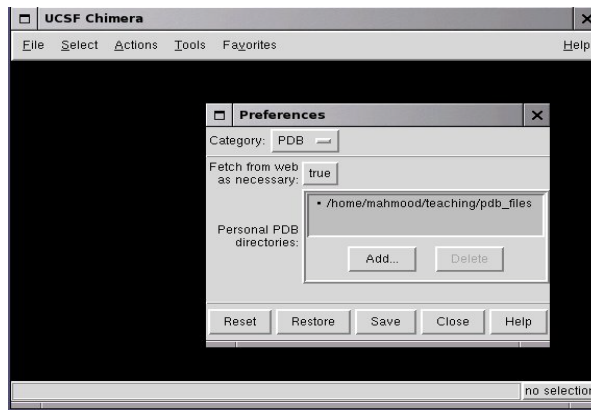 UCSF Chimera
File Select Actions Tools Favorites Help
Preferences
Category: PDB
Fetch from web as necessary: true
Personal PDB directories:
• /home/mahmood/teaching/pdb_files
Add... Delete
Reset Restore Save Close Help
no selection